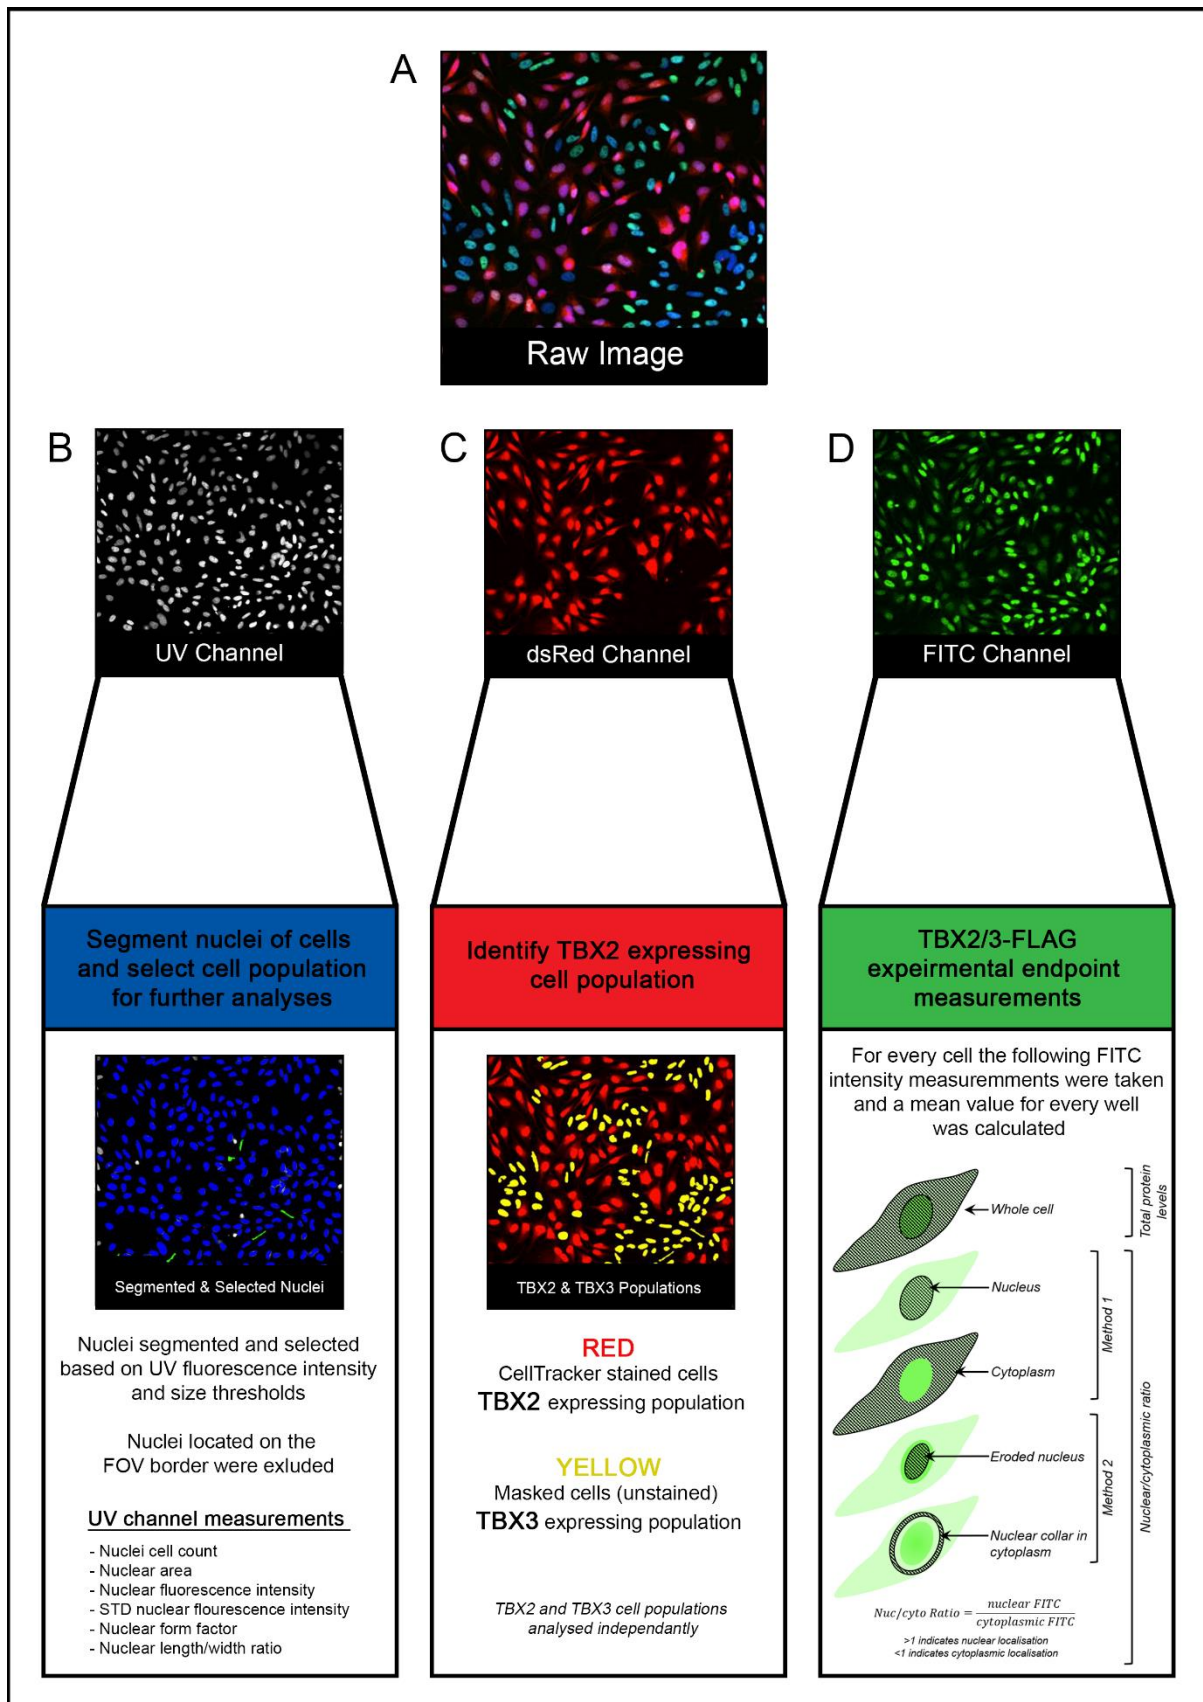 A
Raw Image
B
UV Channel
C
dsRed Channel
D
FITC Channel
Segment nuclei of cells
and select cell population
for further analyses
Segmented & Selected Nuclei
Nuclei segmented and selected
based on UV fluorescence intensity
and size thresholds
Nuclei located on the
FOV border were exluded
UV channel measurements
- Nuclei cell count
- Nuclear area
- Nuclear fluorescence intensity
- STD nuclear flourescence intensity
- Nuclear form factor
- Nuclear length/width ratio
Identify TBX2 expressing
cell population
TBX2 & TBX3 Populations
RED
CellTracker stained cells
TBX2 expressing population
YELLOW
Masked cells (unstained)
TBX3 expressing population
TBX2 and TBX3 cell populations
analysed independantly
TBX2/3-FLAG
expeirmental endpoint
measurements
For every cell the following FITC
intensity measuremments were taken
and a mean value for every well
was calculated
Whole cell
Total protein
levels
Nucleus
Cytoplasm
Method 1
Eroded nucleus
Nuclear collar in
cytoplasm
Method 2
Nuclear/cytoplasmic ratio
Nuc/cyto Ratio = nuclear FITC / cytoplasmic FITC
>1 indicates nuclear localisation
<1 indicates cytoplasmic localisation